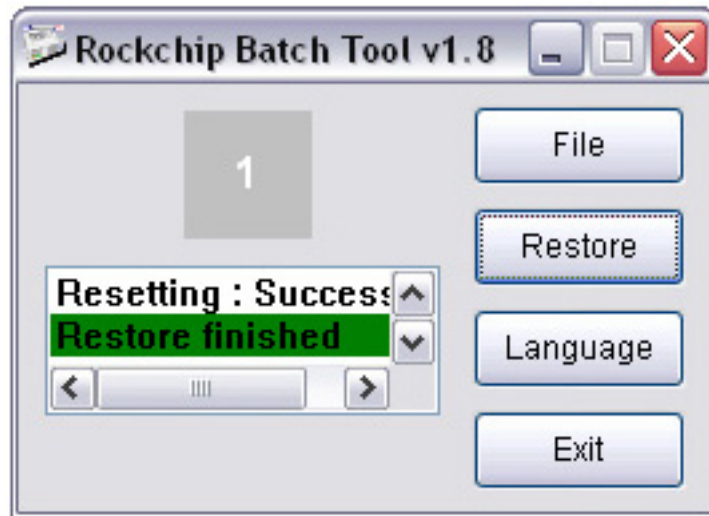 Rockchip Batch Tool v1.8
1
File
Restore
Language
Exit
Resetting : Success
Restore finished